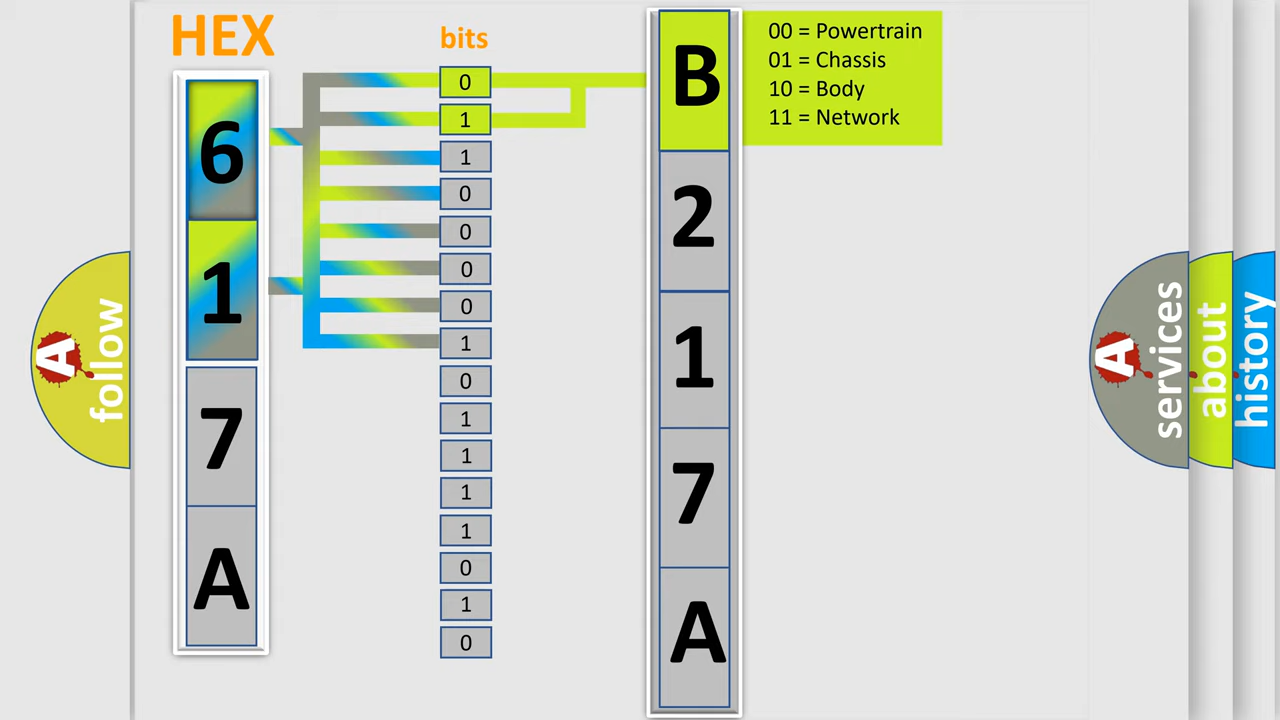 HEX
bits
6
1
7
A
0
1
1
0
0
0
0
1
0
1
1
1
1
0
1
0
B
2
1
7
A
00 = Powertrain
01 = Chassis
10 = Body
11 = Network
A
follow
A
services
about
history